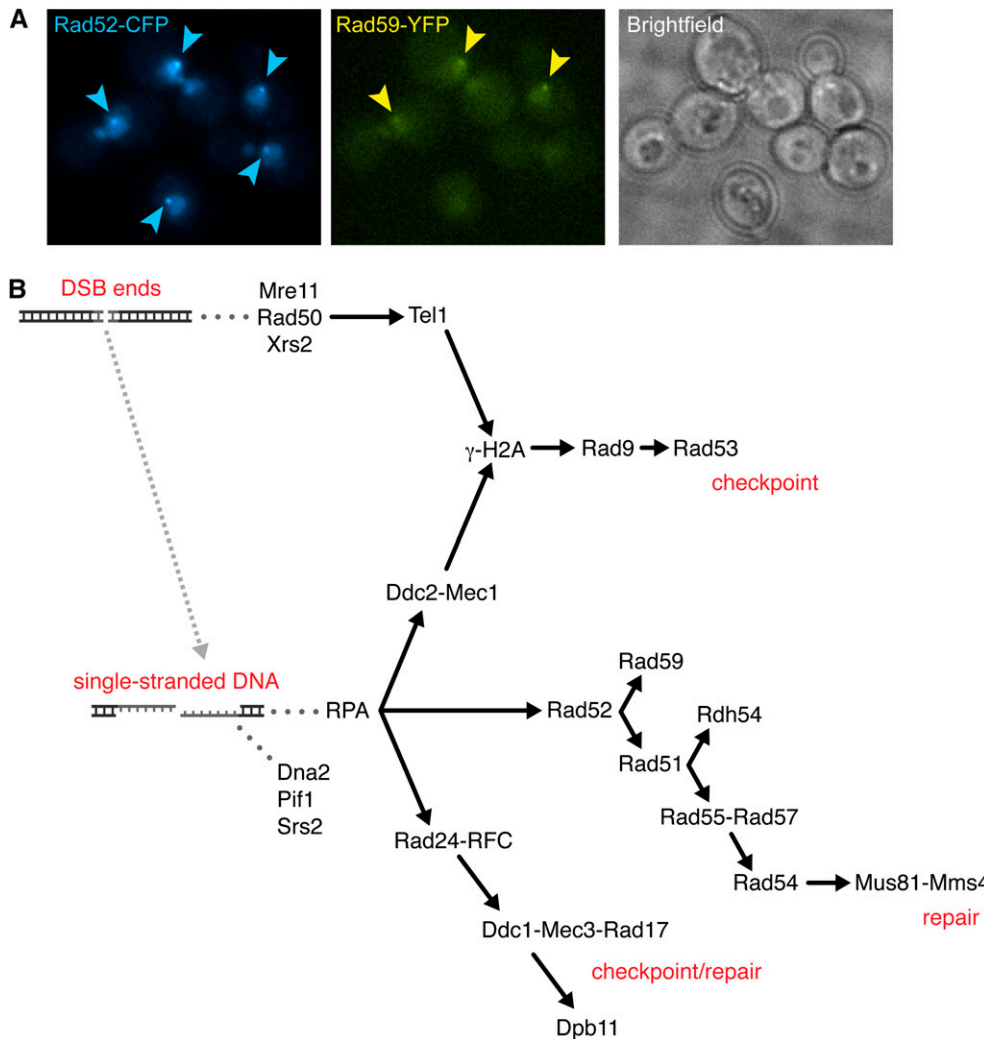 A
Rad52-CFP
Rad59-YFP
Brightfield
B
DSB ends
Mre11
Rad50
Xrs2
Tel1
γ-H2A
Rad9
Rad53
checkpoint
Ddc2-Mec1
single-stranded DNA
RPA
Dna2
Pif1
Srs2
Rad52
Rad59
Rad51
Rdh54
Rad55-Rad57
Rad54
Mus81-Mms4
repair
Rad24-RFC
Ddc1-Mec3-Rad17
checkpoint/repair
Dpb11